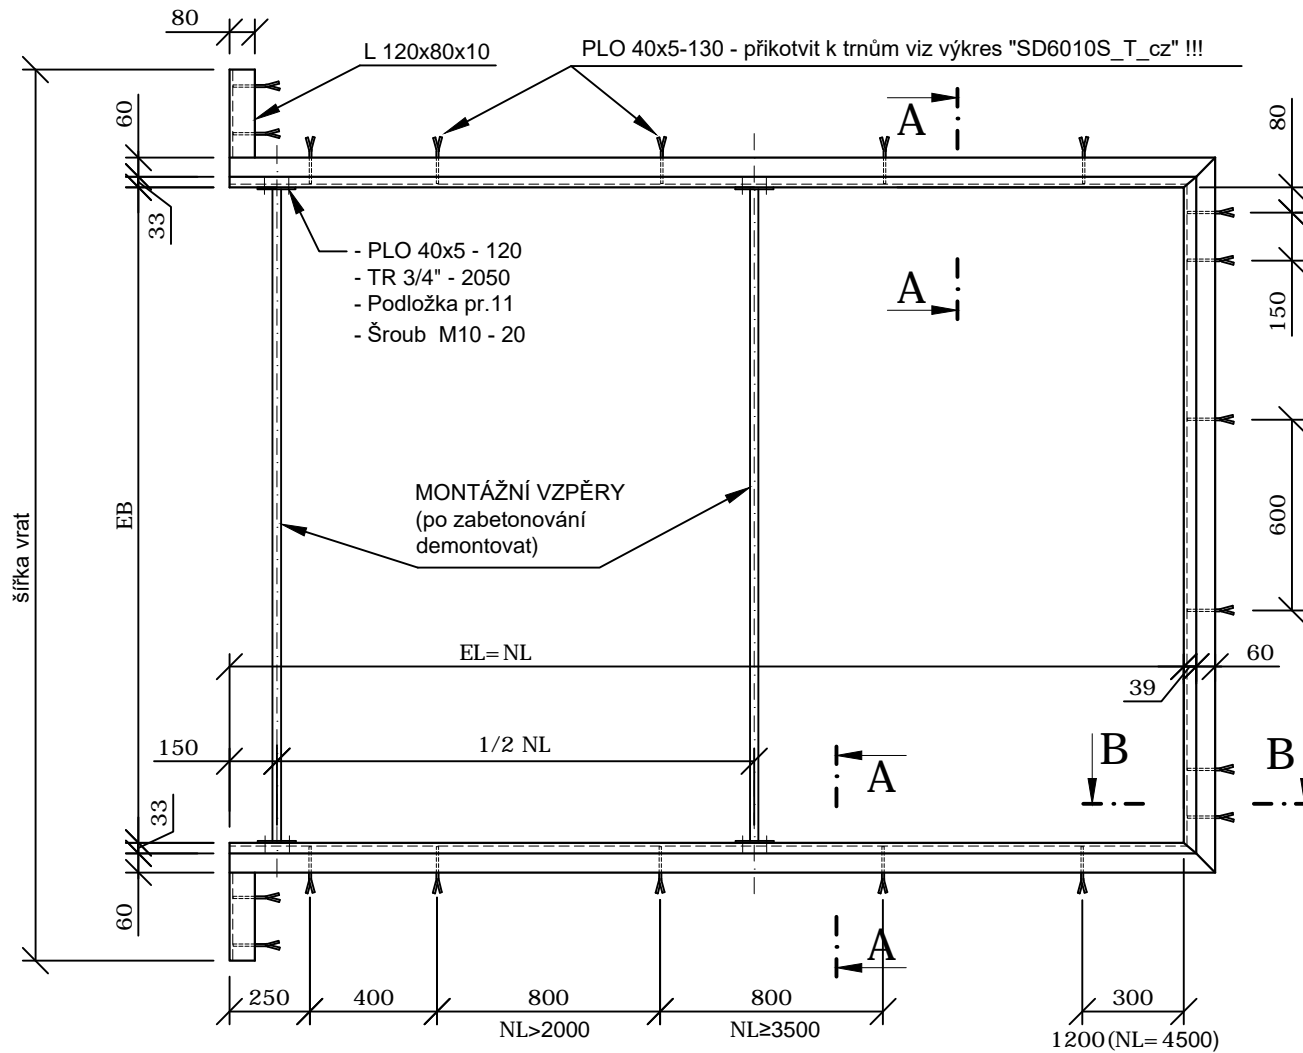 80
L 120x80x10
PLO 40x5-130 - přikotvit k trnům viz výkres "SD6010S_T_cz" !!!
A
60
80
33
- PLO 40x5 - 120
- TR 3/4" - 2050
- Podložka pr.11
- Šroub  M10 - 20
A
150
šířka vrat
EB
MONTÁŽNÍ VZPĚRY
(po zabetonování
demontovat)
600
EL=NL
60
39
150
1/2 NL
B
B
A
33
60
A
250
400
800
800
300
NL>2000
NL≥3500
1200(NL=4500)